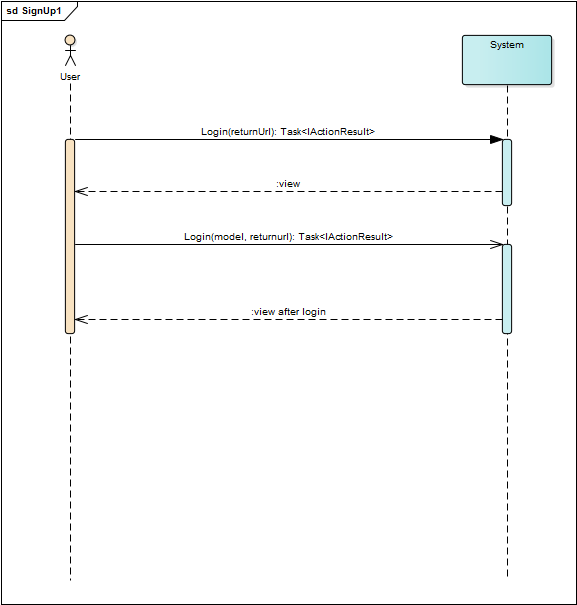 sd SignUp1
User
System
Login(returnUrl): Task<IActionResult>
:view
Login(model, returnurl): Task<IActionResult>
:view after login